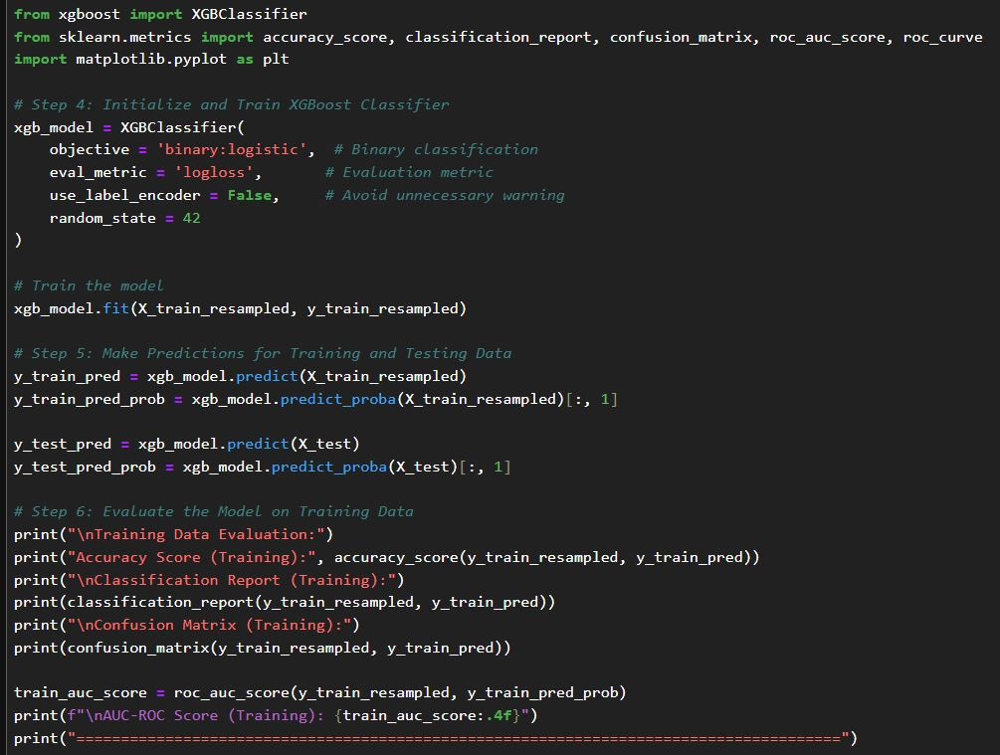 from xgboost import XGBClassifier
from sklearn.metrics import accuracy_score, classification_report, confusion_matrix, roc_auc_score, roc_curve
import matplotlib.pyplot as plt

# Step 4: Initialize and Train XGBoost Classifier
xgb_model = XGBClassifier(
    objective = 'binary:logistic',  # Binary classification
    eval_metric = 'logloss',       # Evaluation metric
    use_label_encoder = False,     # Avoid unnecessary warning
    random_state = 42
)

# Train the model
xgb_model.fit(X_train_resampled, y_train_resampled)

# Step 5: Make Predictions for Training and Testing Data
y_train_pred = xgb_model.predict(X_train_resampled)
y_train_pred_prob = xgb_model.predict_proba(X_train_resampled)[:, 1]

y_test_pred = xgb_model.predict(X_test)
y_test_pred_prob = xgb_model.predict_proba(X_test)[:, 1]

# Step 6: Evaluate the Model on Training Data
print("\nTraining Data Evaluation:")
print("Accuracy Score (Training):", accuracy_score(y_train_resampled, y_train_pred))
print("\nClassification Report (Training):")
print(classification_report(y_train_resampled, y_train_pred))
print("\nConfusion Matrix (Training):")
print(confusion_matrix(y_train_resampled, y_train_pred))

train_auc_score = roc_auc_score(y_train_resampled, y_train_pred_prob)
print(f"\nAUC-ROC Score (Training): {train_auc_score:.4f}")
print("======================================================================================")